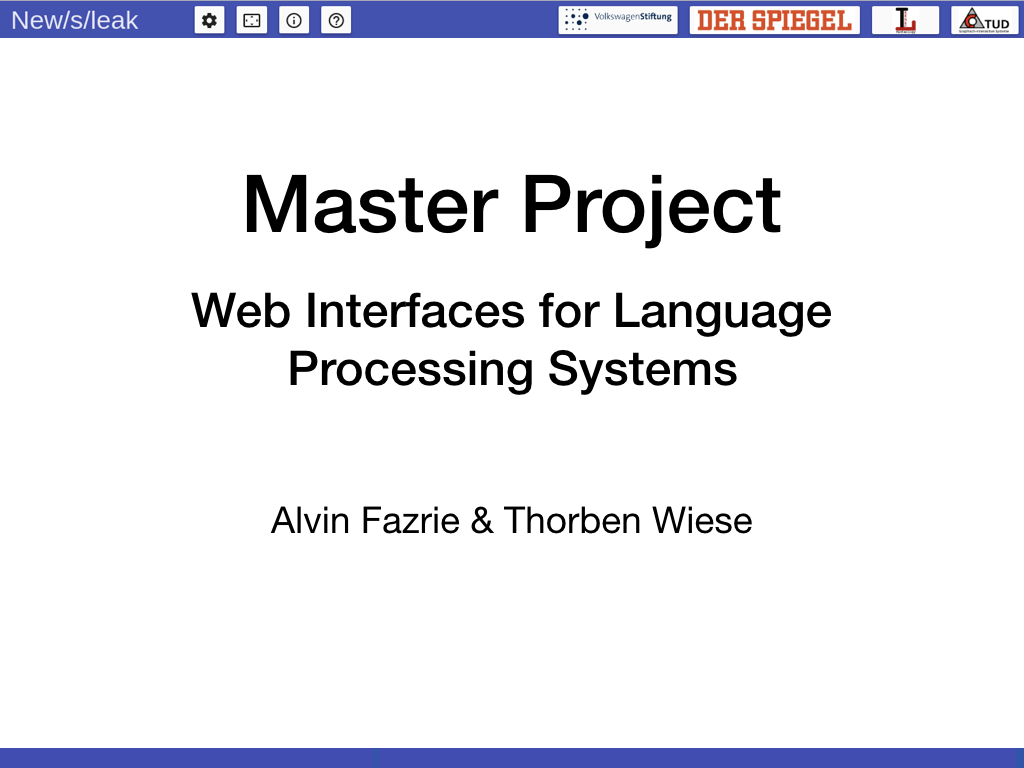 New/s/leak
VolkswagenStiftung
DER SPIEGEL
L
TUD
Master Project
Web Interfaces for Language
Processing Systems
Alvin Fazrie & Thorben Wiese